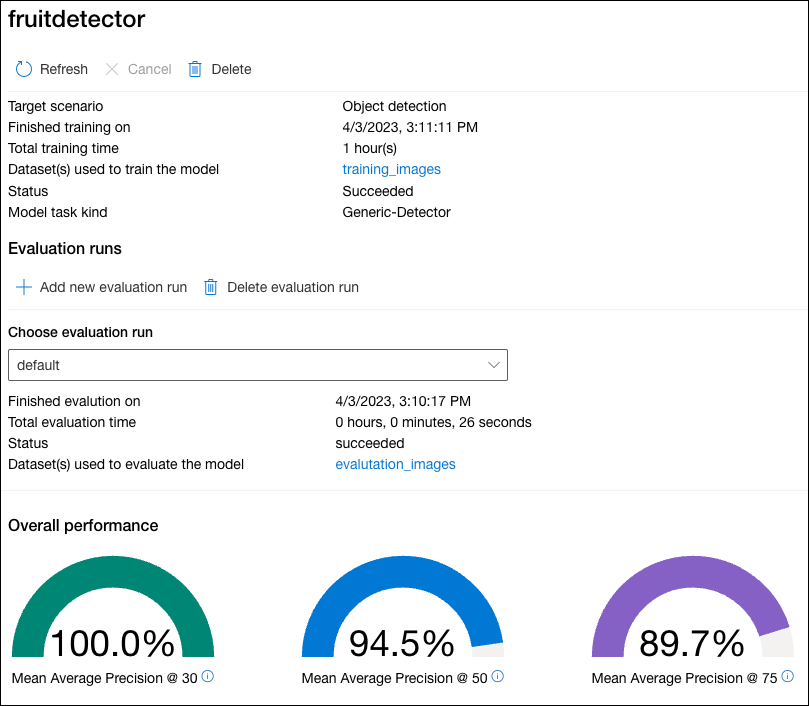 fruitdetector
Refresh Cancel Delete
Target scenario Object detection
Finished training on 4/3/2023, 3:11:11 PM
Total training time 1 hour(s)
Dataset(s) used to train the model training_images
Status Succeeded
Model task kind Generic-Detector
Evaluation runs
Add new evaluation run Delete evaluation run
Choose evaluation run
default
Finished evalution on 4/3/2023, 3:10:17 PM
Total evaluation time 0 hours, 0 minutes, 26 seconds
Status succeeded
Dataset(s) used to evaluate the model evalutation_images
Overall performance
100.0% 94.5% 89.7%
Mean Average Precision @ 30 Mean Average Precision @ 50 Mean Average Precision @ 75